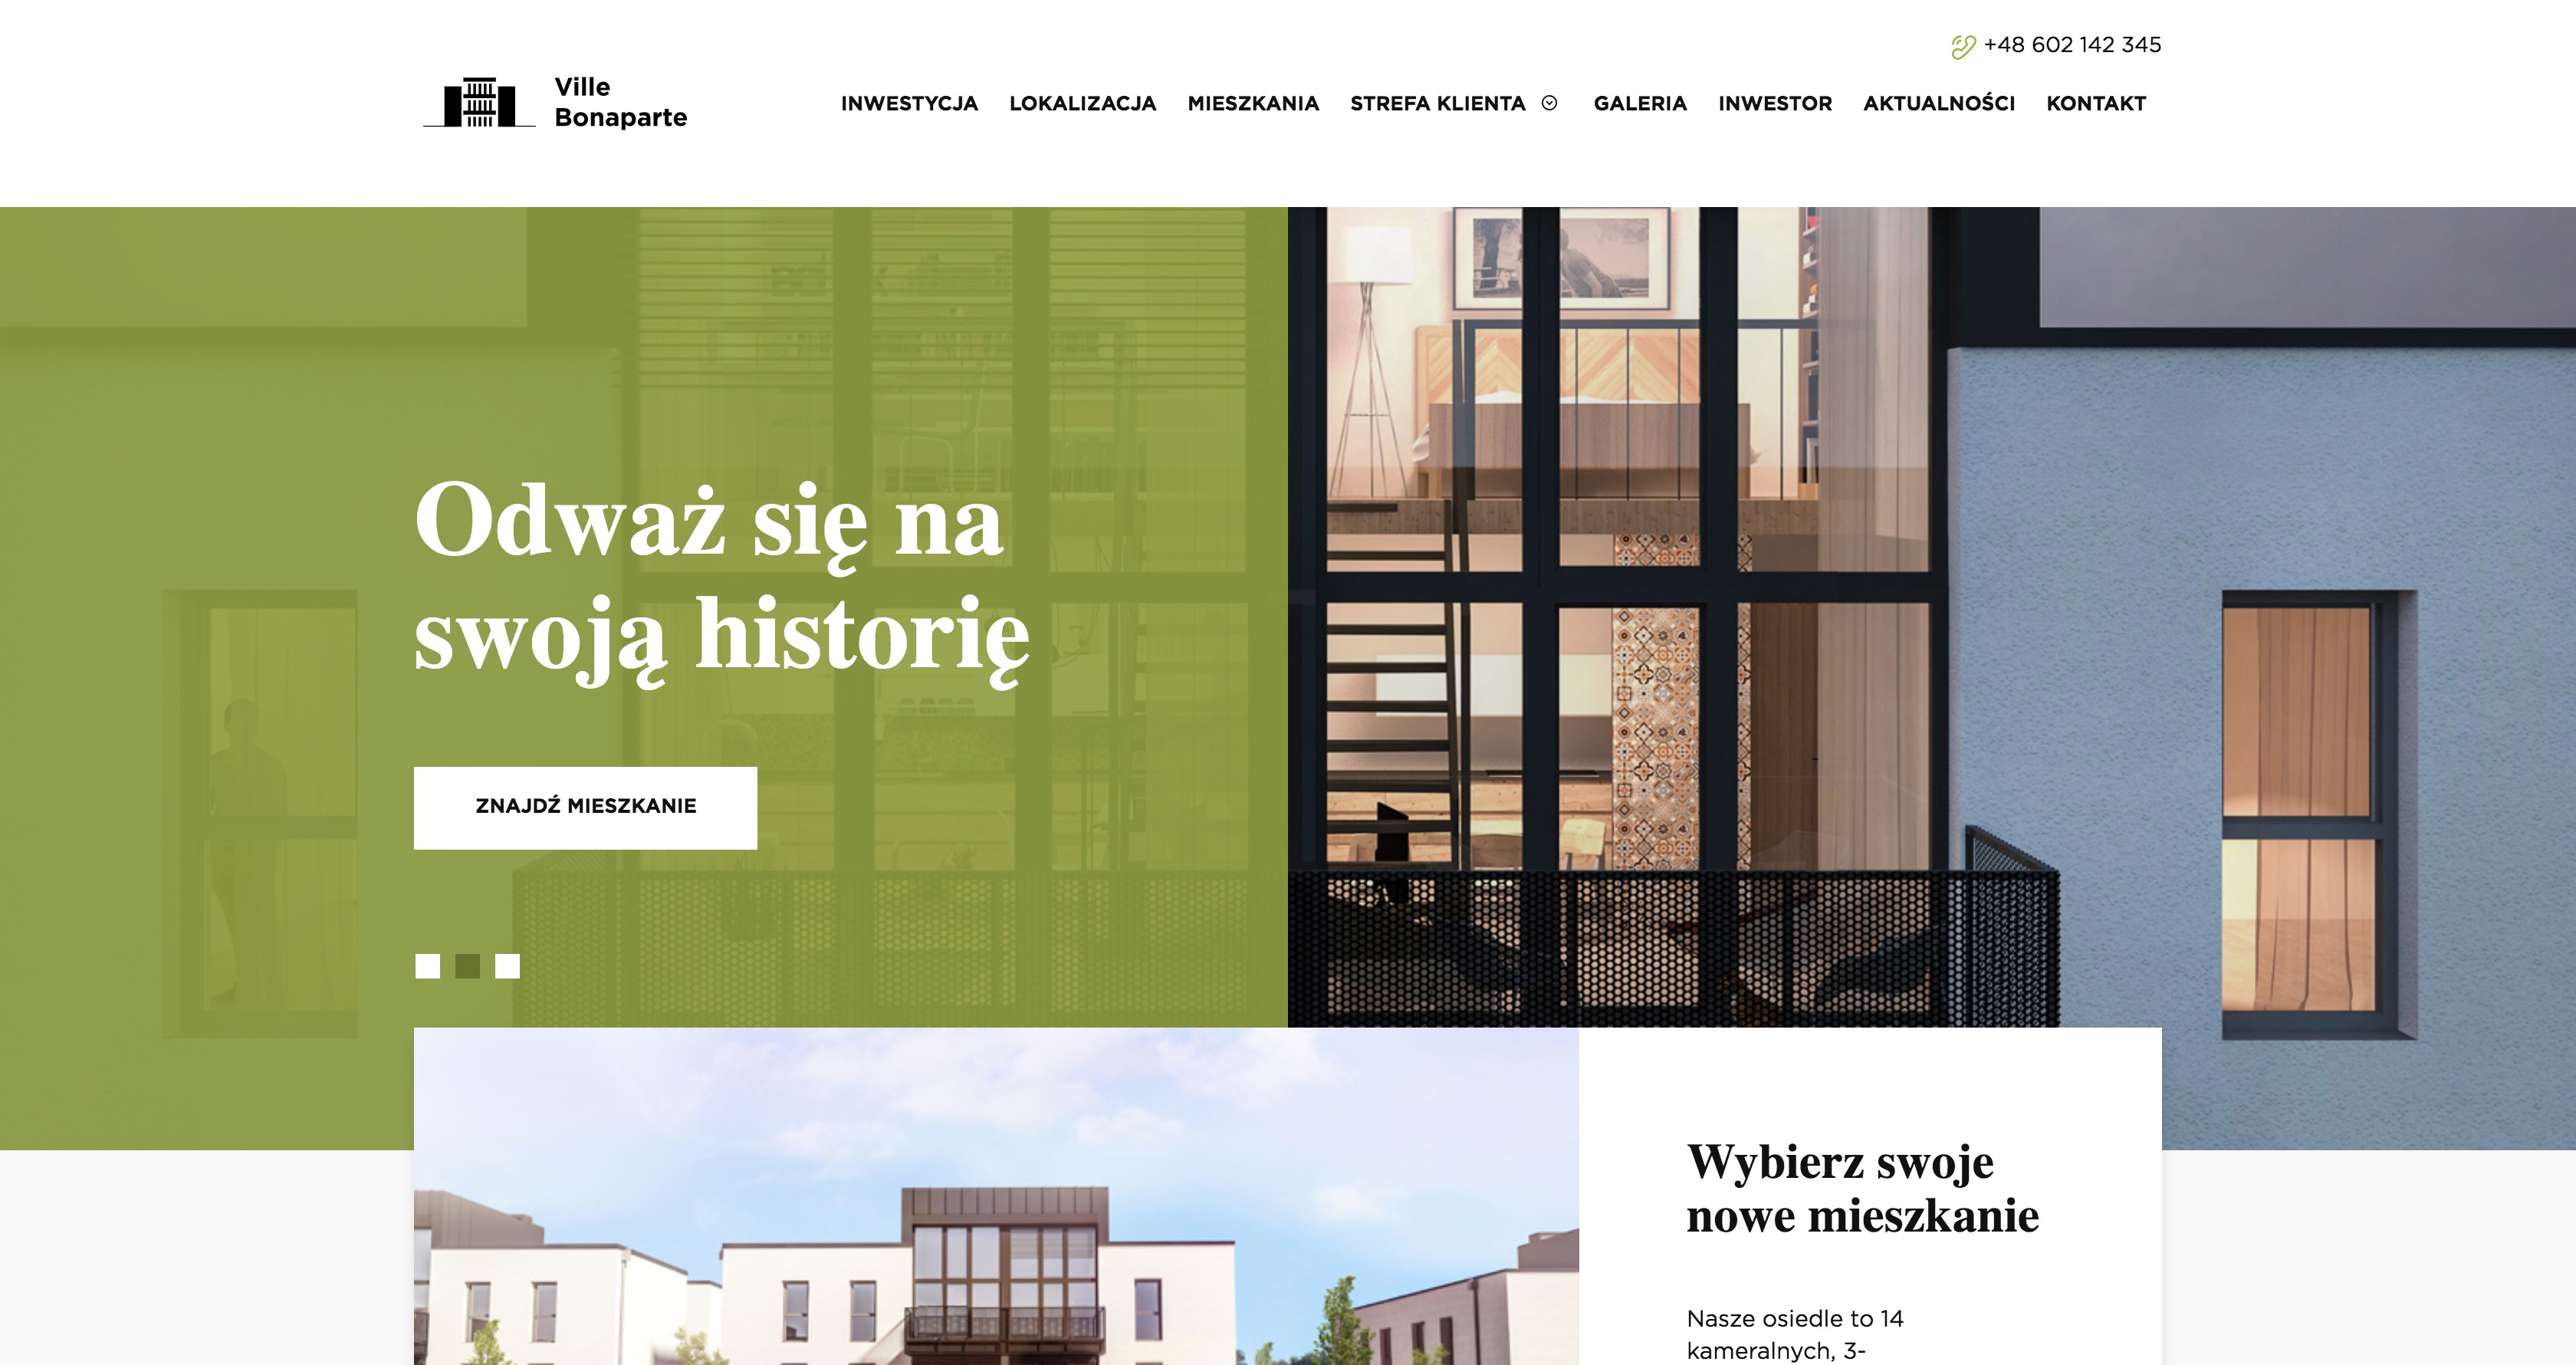 +48 602 142 345
Ville
Bonaparte
INWESTYCJA LOKALIZACJA MIESZKANIA STREFA KLIENTA GALERIA INWESTOR AKTUALNOŚCI KONTAKT
Odważ się na
swoją historię
ZNAJDŹ MIESZKANIE
Wybierz swoje
nowe mieszkanie
Nasze osiedle to 14
kameralnych, 3-